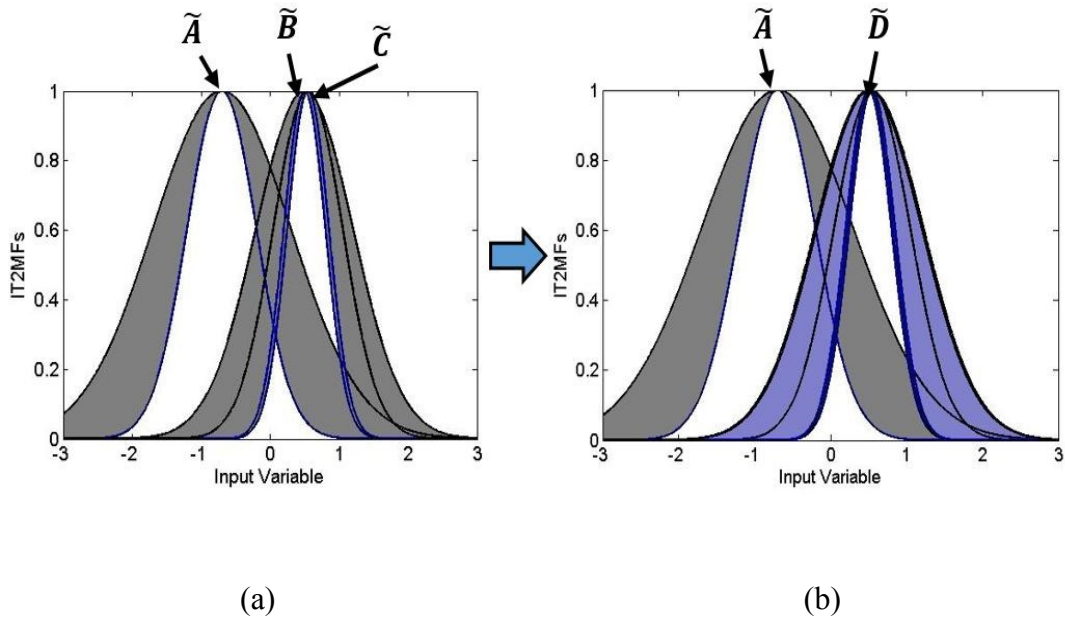 Ã B̃ C̃
1
0.8
0.6
0.4
0.2
0
-3 -2 -1 0 1 2 3
IT2MFs
Input Variable
(a)
Ã D̃
1
0.8
0.6
0.4
0.2
0
-3 -2 -1 0 1 2 3
IT2MFs
Input Variable
(b)